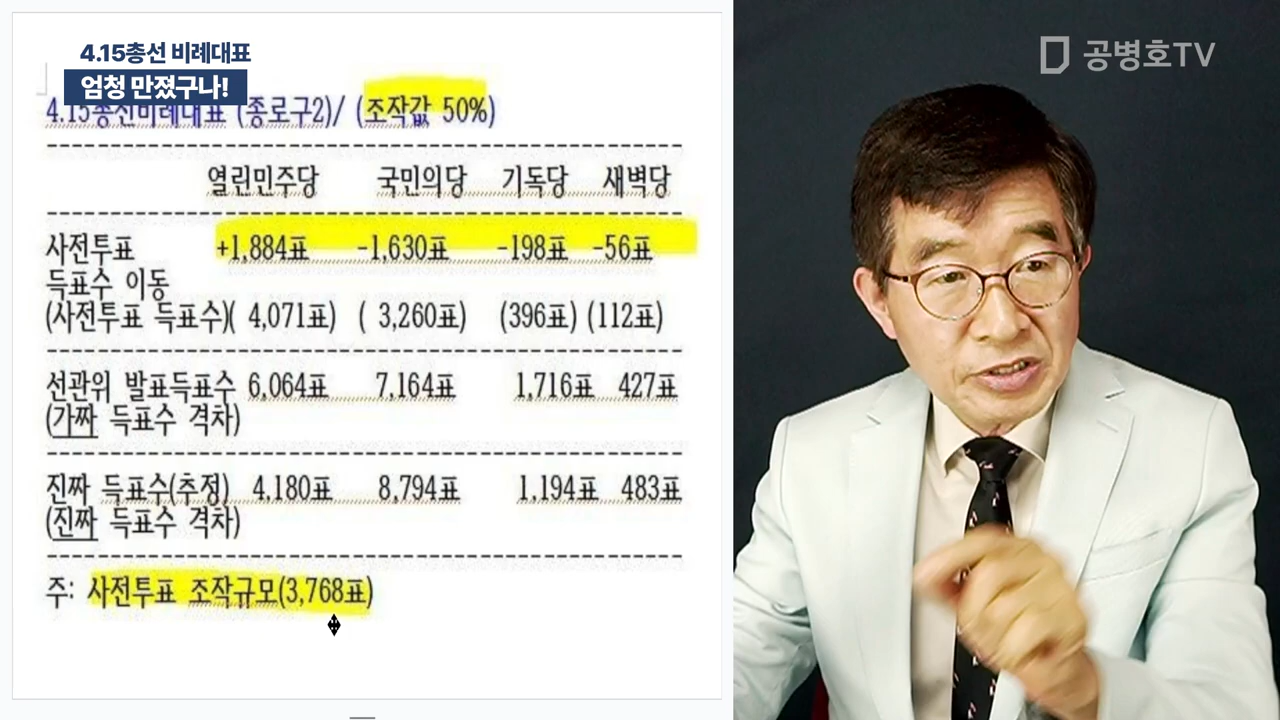 4.15총선 비례대표
엄청 만졌구나!
4.15총선비례대표 (종로구2)/ (조작값 50%)
열린민주당 국민의당 기독당 새벽당
사전투표 +1,884표 -1,630표 -198표 -56표
득표수 이동
(사전투표 득표수)( 4,071표) ( 3,260표) (396표) (112표)
선관위 발표득표수 6,064표 7,164표 1,716표 427표
(가짜 득표수 격차)
진짜 득표수(추정) 4,180표 8,794표 1,194표 483표
(진짜 득표수 격차)
주: 사전투표 조작규모(3,768표)
공병호TV